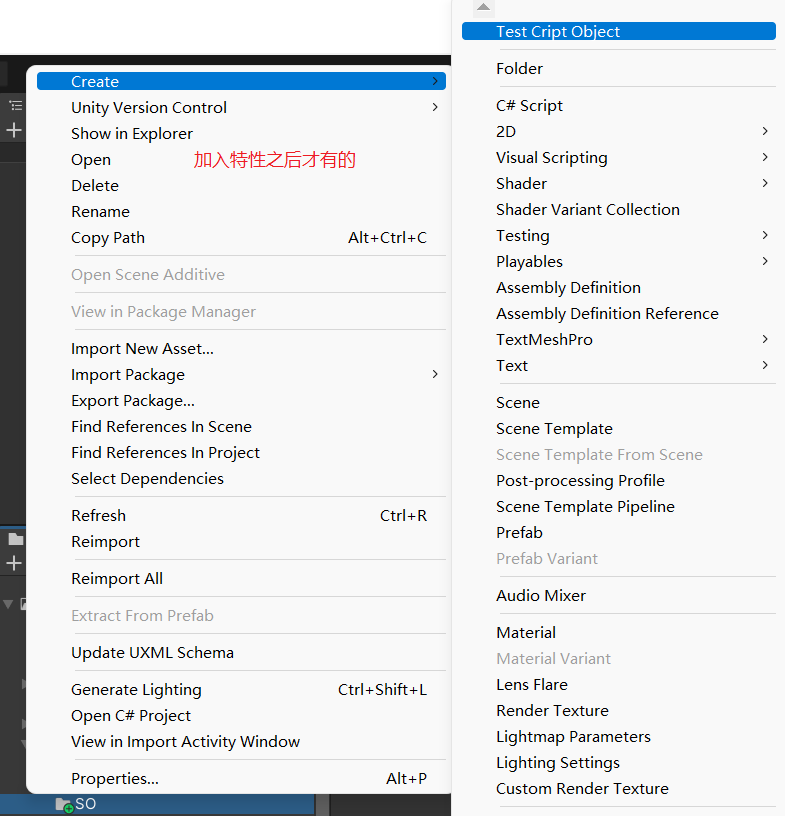 Create
Unity Version Control
Show in Explorer
Open
加入特性之后才有的
Delete
Rename
Copy Path Alt+Ctrl+C
Open Scene Additive
View in Package Manager
Import New Asset...
Import Package
Export Package...
Find References In Scene
Find References In Project
Select Dependencies
Refresh Ctrl+R
Reimport
Reimport All
Extract From Prefab
Update UXML Schema
Generate Lighting Ctrl+Shift+L
Open C# Project
View in Import Activity Window
Properties... Alt+P
SO
Test Cript Object
Folder
C# Script
2D
Visual Scripting
Shader
Shader Variant Collection
Testing
Playables
Assembly Definition
Assembly Definition Reference
TextMeshPro
Text
Scene
Scene Template
Scene Template From Scene
Post-processing Profile
Scene Template Pipeline
Prefab
Prefab Variant
Audio Mixer
Material
Material Variant
Lens Flare
Render Texture
Lightmap Parameters
Lighting Settings
Custom Render Texture